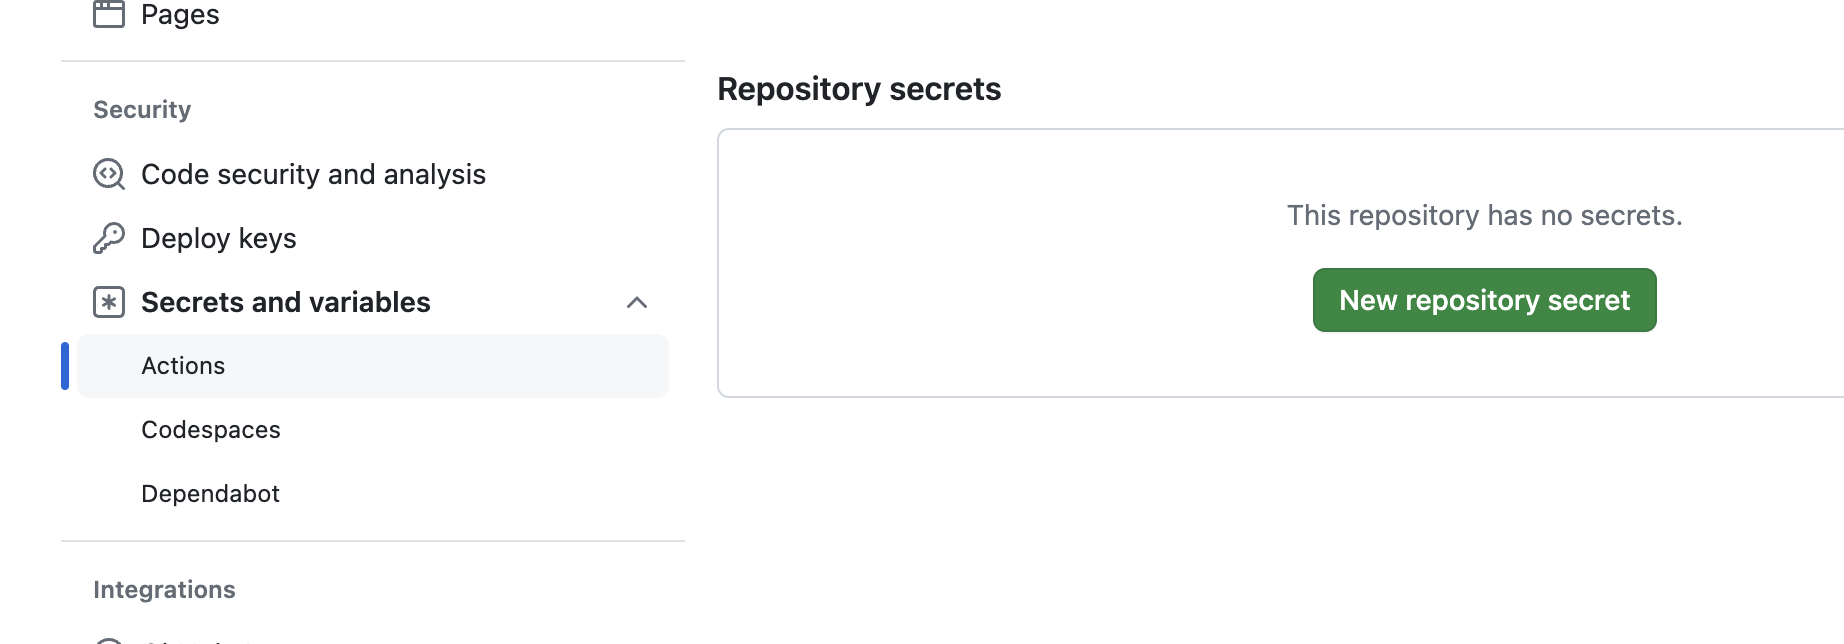 Pages
Security
Code security and analysis
Deploy keys
Secrets and variables
Actions
Codespaces
Dependabot
Integrations
Repository secrets
This repository has no secrets.
New repository secret